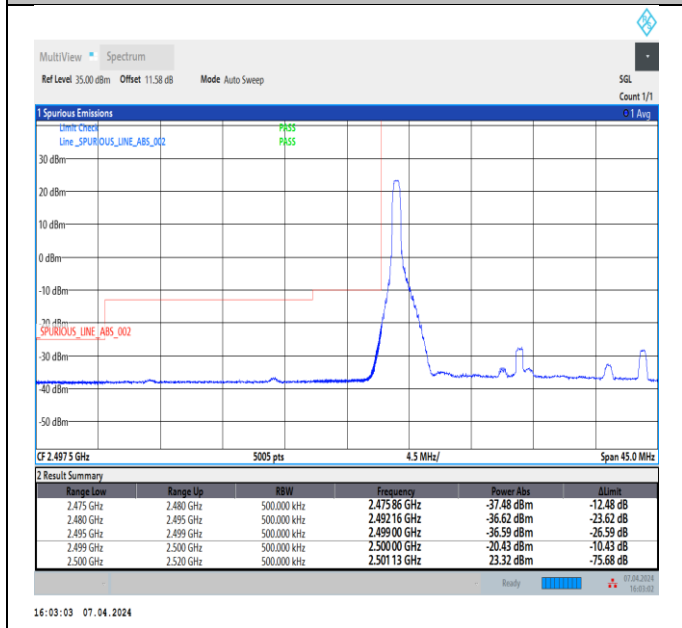 MultiView Spectrum
Ref Level 35.00 dBm Offset 11.58 dB Mode Auto Sweep SGL
Count 1/1
1 Spurious Emissions 1 Avg
Limit Check PASS
Line _SPURIOUS_LINE_ABS_002 PASS
30 dBm
20 dBm
10 dBm
0 dBm
-10 dBm
-20 dBm
_SPURIOUS_LINE_ABS_002
-30 dBm
-40 dBm
-50 dBm
CF 2.497 5 GHz 5005 pts 4.5 MHz/ Span 45.0 MHz
2 Result Summary
Range Low Range Up RBW Frequency Power Abs ΔLimit
2.475 GHz 2.480 GHz 500.000 kHz 2.475 86 GHz -37.48 dBm -12.48 dB
2.480 GHz 2.495 GHz 500.000 kHz 2.492 16 GHz -36.62 dBm -23.62 dB
2.495 GHz 2.499 GHz 500.000 kHz 2.499 00 GHz -36.59 dBm -26.59 dB
2.499 GHz 2.500 GHz 500.000 kHz 2.500 00 GHz -20.43 dBm -10.43 dB
2.500 GHz 2.520 GHz 500.000 kHz 2.501 13 GHz 23.32 dBm -75.68 dB
Ready 07.04.2024
16:03:02
16:03:03 07.04.2024